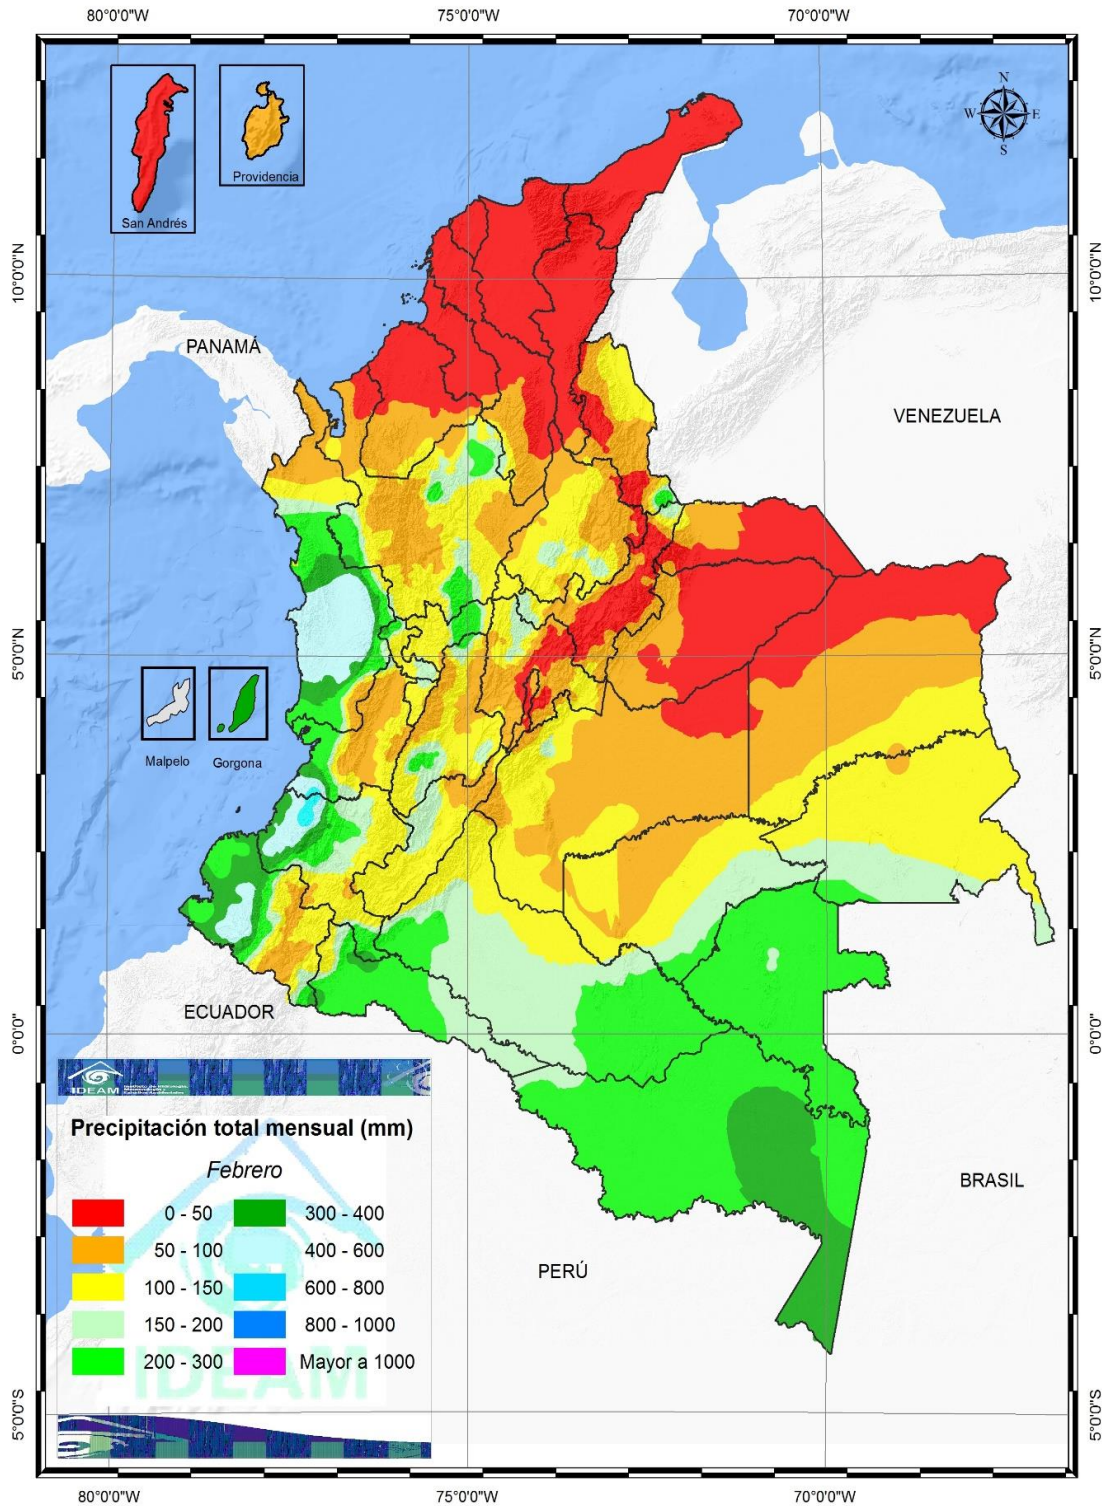 80°0'0"W 75°0'0"W 70°0'0"W
N
W E
S
San Andrés
Providencia
10°0'0"N 10°0'0"N
PANAMÁ
VENEZUELA
5°0'0"N 5°0'0"N
Malpelo Gorgona
ECUADOR
0°0'0" 0°0'0"
IDEAM
Precipitación total mensual (mm)
Febrero
0 - 50 300 - 400
50 - 100 400 - 600
100 - 150 600 - 800
150 - 200 800 - 1000
200 - 300 Mayor a 1000
IDEAM
BRASIL
PERÚ
5°0'0"S 5°0'0"S
80°0'0"W 75°0'0"W 70°0'0"W